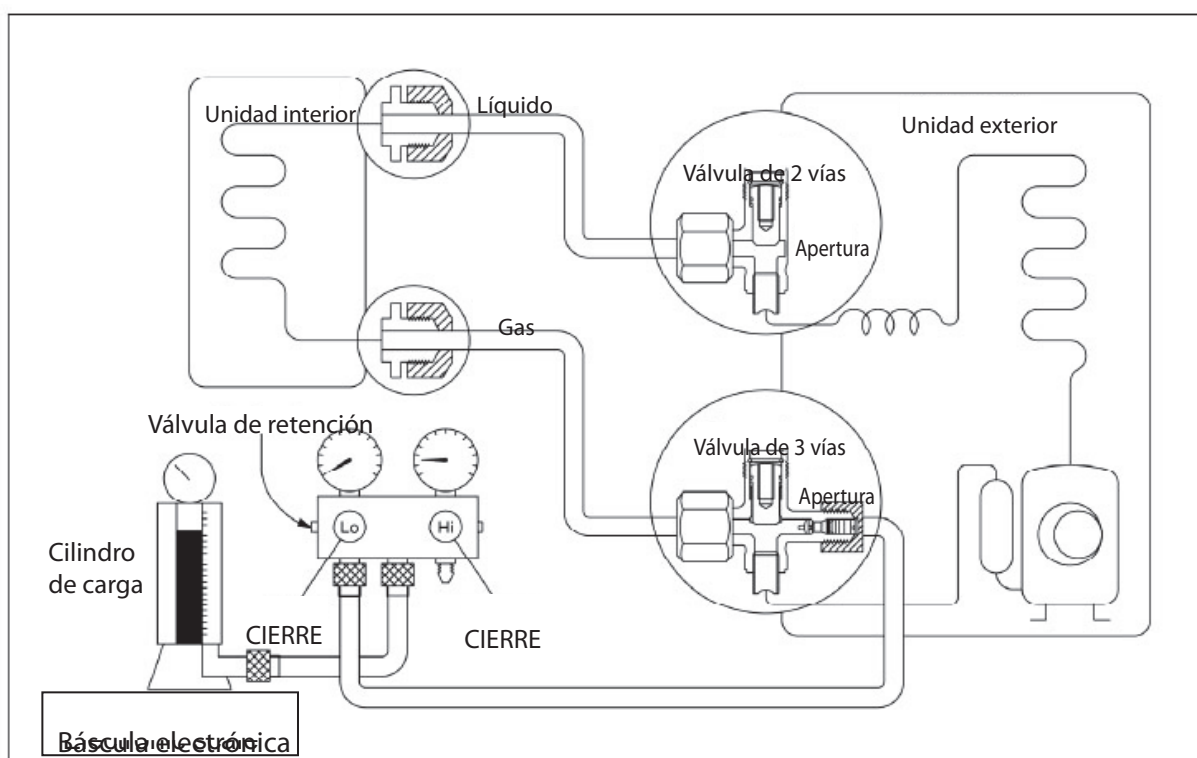 Unidad interior
Líquido
Unidad exterior
Válvula de 2 vías
Apertura
Gas
Válvula de retención
Válvula de 3 vías
Apertura
Lo
Hi
Cilindro
de carga
CIERRE
CIERRE
Báscula electrónica